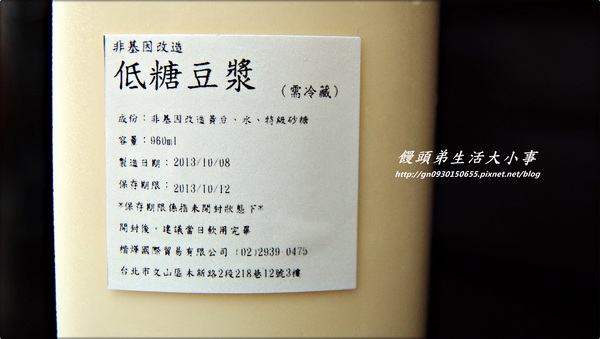 非基因改造
低糖豆漿
(需冷藏)
成份：非基因改造黃豆、水、特級砂糖
容量：960ml
製造日期：2013/10/08
保存期限：2013/10/12
*保存期限係指未開封狀態下*
開封後，建議當日飲用完畢
楷燁國際貿易有限公司 (02)2939-0475
台北市文山區木新路2段218巷12號3樓
饅頭弟生活大小事
http://gn0930150655.pixnet.net/blog